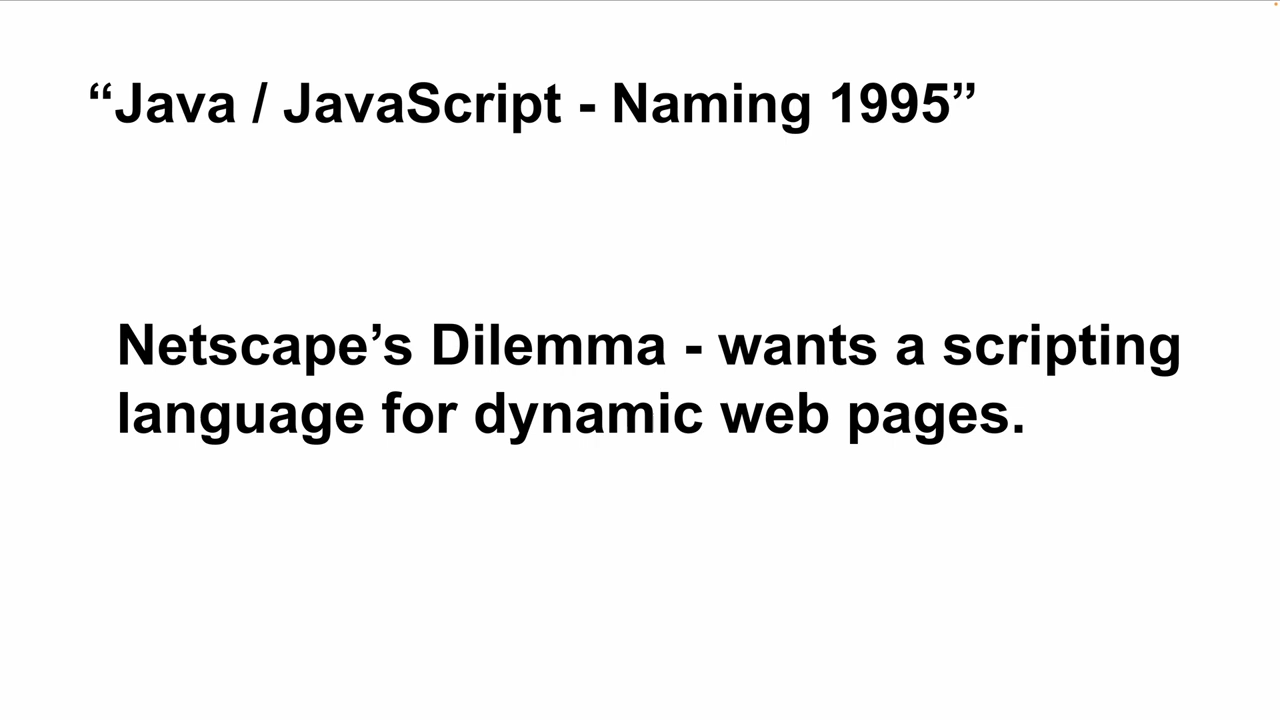 “Java / JavaScript - Naming 1995”
Netscape’s Dilemma - wants a scripting
language for dynamic web pages.